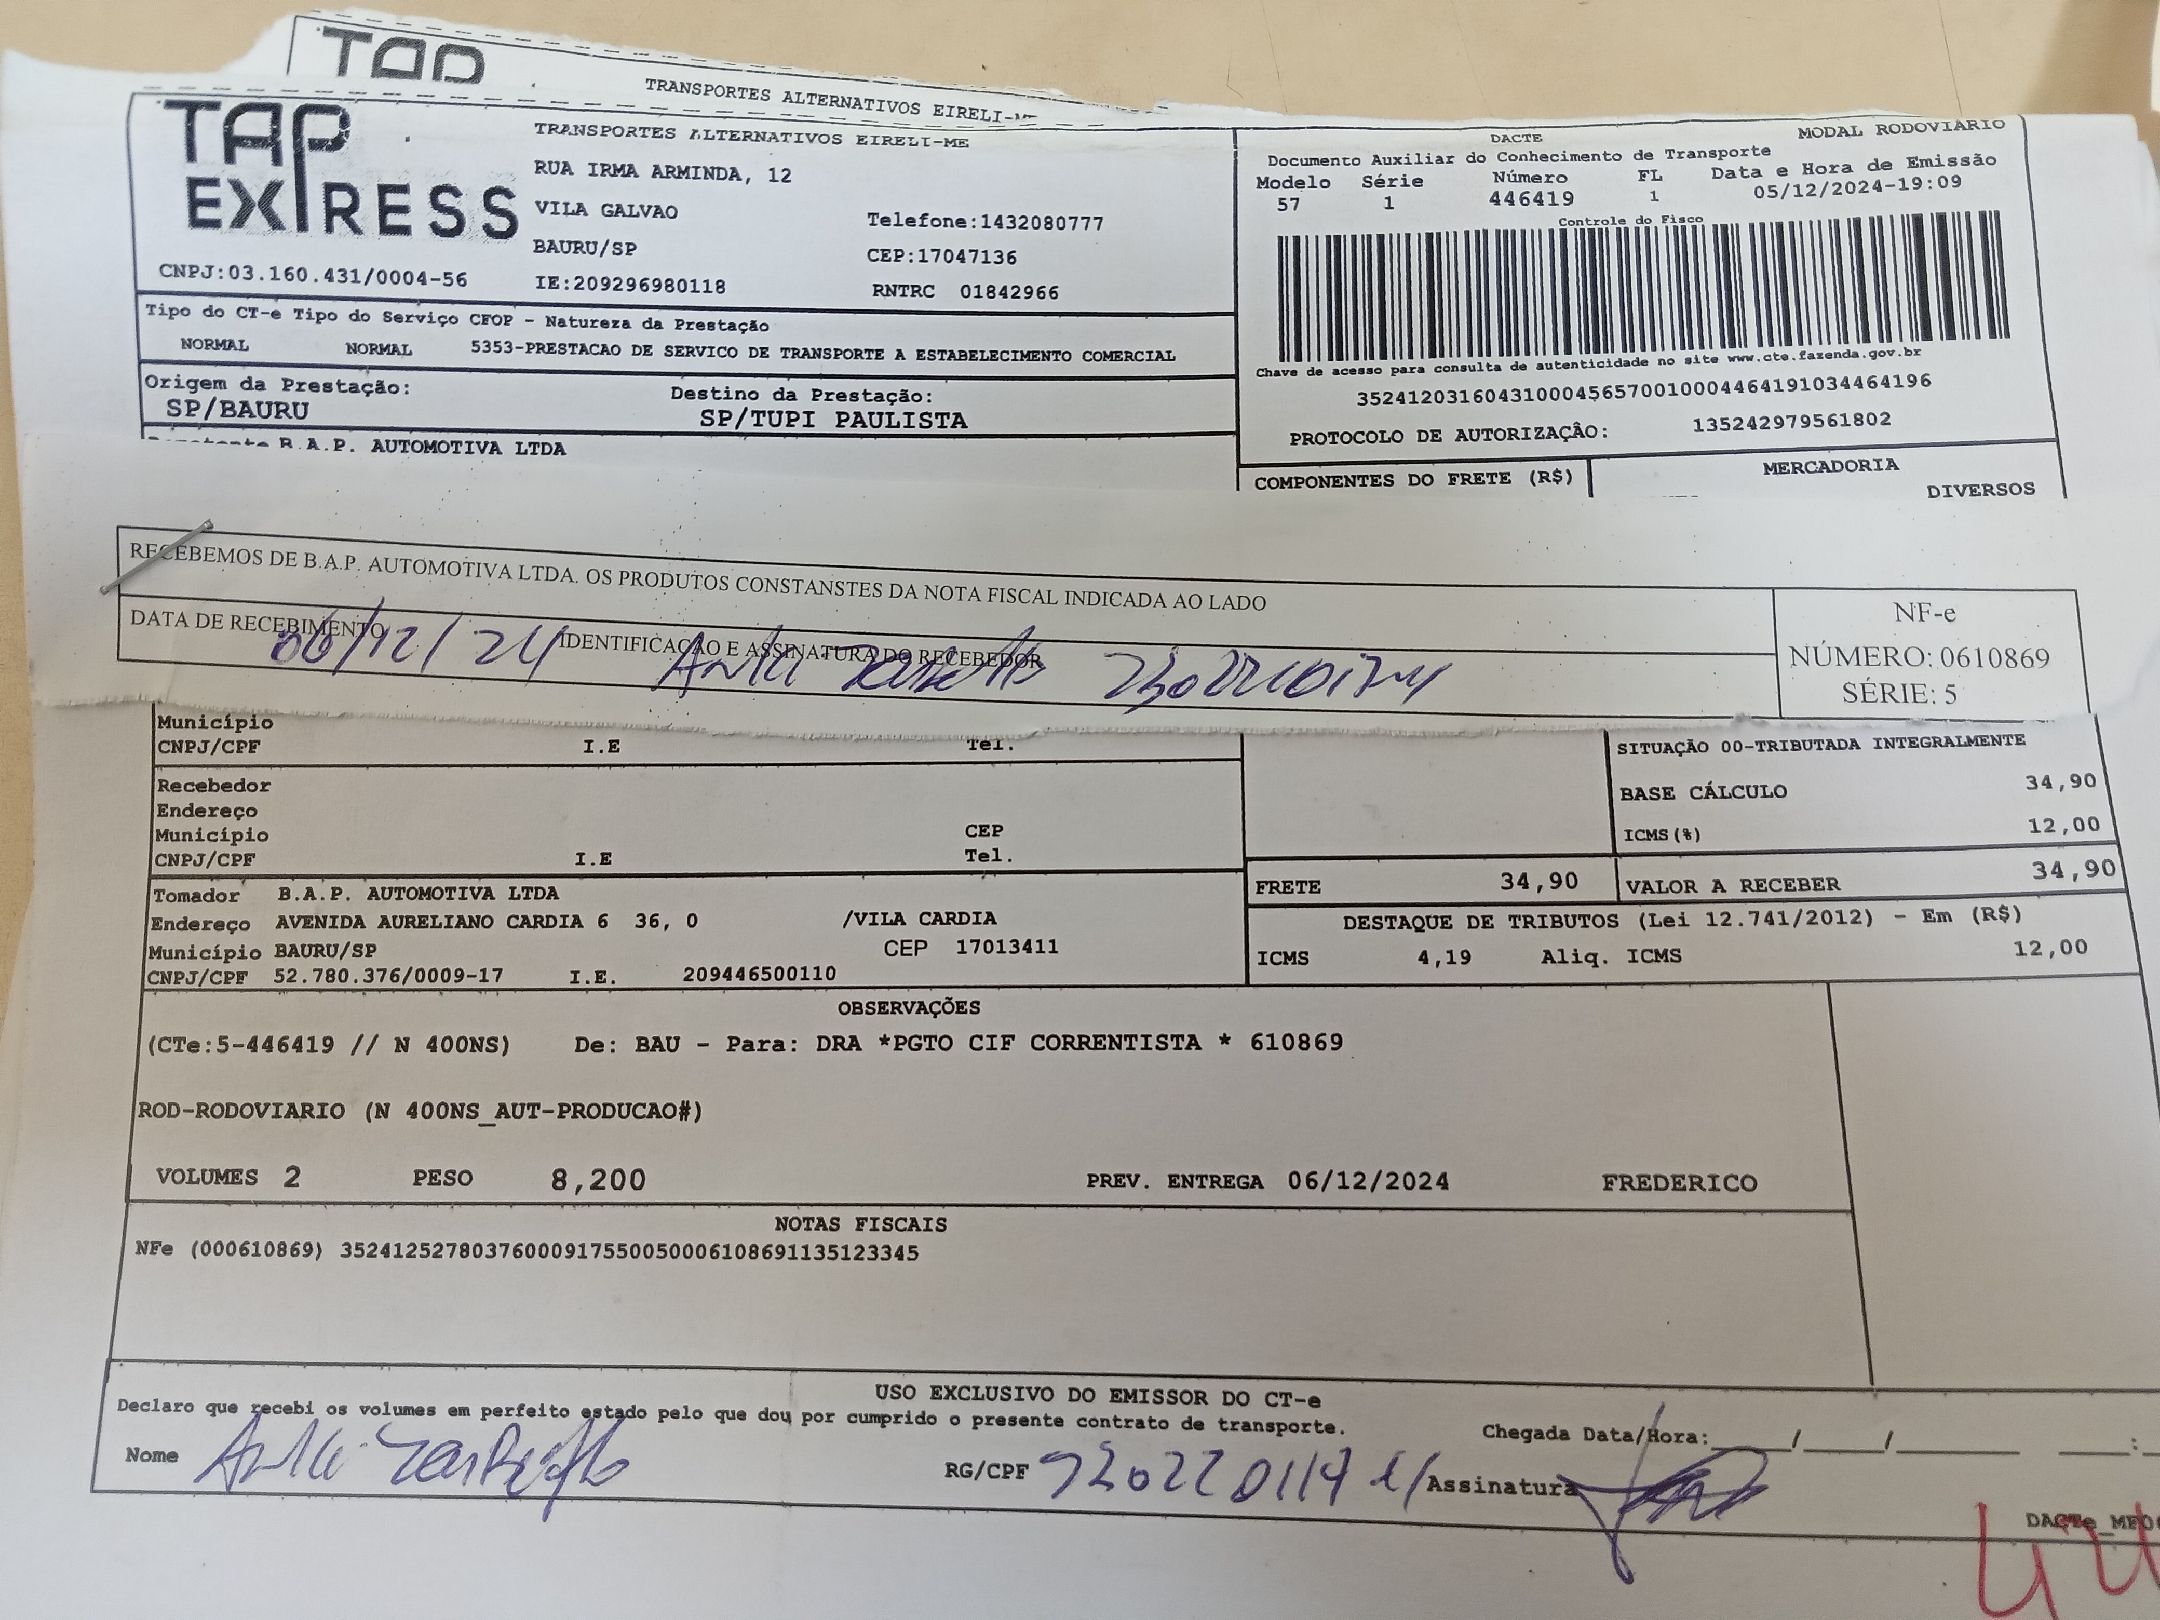 TRANSPORTES ALTERNATIVOS EIRELI-ME
TAP EXPRESS
TRANSPORTES ALTERNATIVOS EIRELI-ME
RUA IRMA ARMINDA, 12
VILA GALVAO
Telefone:1432080777
BAURU/SP
CEP:17047136
CNPJ:03.160.431/0004-56
IE:209296980118
RNTRC 01842966
DACTE
MODAL RODOVIÁRIO
Documento Auxiliar do Conhecimento de Transporte
Modelo Série Número FL Data e Hora de Emissão
57 1 446419 1 05/12/2024-19:09
Controle do Fisco
Chave de acesso para consulta de autenticidade no site www.cte.fazenda.gov.br
35241203160431000456570010004464191034464196
PROTOCOLO DE AUTORIZAÇÃO: 135242979561802
Tipo do CT-e Tipo do Serviço CFOP - Natureza da Prestação
NORMAL NORMAL 5353-PRESTACAO DE SERVICO DE TRANSPORTE A ESTABELECIMENTO COMERCIAL
Origem da Prestação: Destino da Prestação:
SP/BAURU SP/TUPI PAULISTA
B.A.P. AUTOMOTIVA LTDA
COMPONENTES DO FRETE (R$) MERCADORIA
DIVERSOS
RECEBEMOS DE B.A.P. AUTOMOTIVA LTDA. OS PRODUTOS CONSTANSTES DA NOTA FISCAL INDICADA AO LADO
DATA DE RECEBIMENTO IDENTIFICAÇÃO E ASSINATURA DO RECEBEDOR
06/12/24
NF-e
NÚMERO: 0610869
SÉRIE: 5
Município
CNPJ/CPF I.E Tel.
Recebedor
Endereço
Município CEP
CNPJ/CPF I.E Tel.
SITUAÇÃO 00-TRIBUTADA INTEGRALMENTE
BASE CÁLCULO 34,90
ICMS(%) 12,00
FRETE 34,90 VALOR A RECEBER 34,90
Tomador B.A.P. AUTOMOTIVA LTDA
Endereço AVENIDA AURELIANO CARDIA 6 36, 0 /VILA CARDIA
Município BAURU/SP CEP 17013411
CNPJ/CPF 52.780.376/0009-17 I.E. 209446500110
DESTAQUE DE TRIBUTOS (Lei 12.741/2012) - Em (R$)
ICMS 4,19 Aliq. ICMS 12,00
OBSERVAÇÕES
(CTe:5-446419 // N 400NS) De: BAU - Para: DRA *PGTO CIF CORRENTISTA * 610869
ROD-RODOVIARIO (N 400NS_AUT-PRODUCAO#)
VOLUMES 2 PESO 8,200 PREV. ENTREGA 06/12/2024 FREDERICO
NOTAS FISCAIS
NFe (000610869) 35241252780376000917550050006108691135123345
USO EXCLUSIVO DO EMISSOR DO CT-e
Declaro que recebi os volumes em perfeito estado pelo que dou por cumprido o presente contrato de transporte.
Chegada Data/Hora:
Nome RG/CPF Assinatura